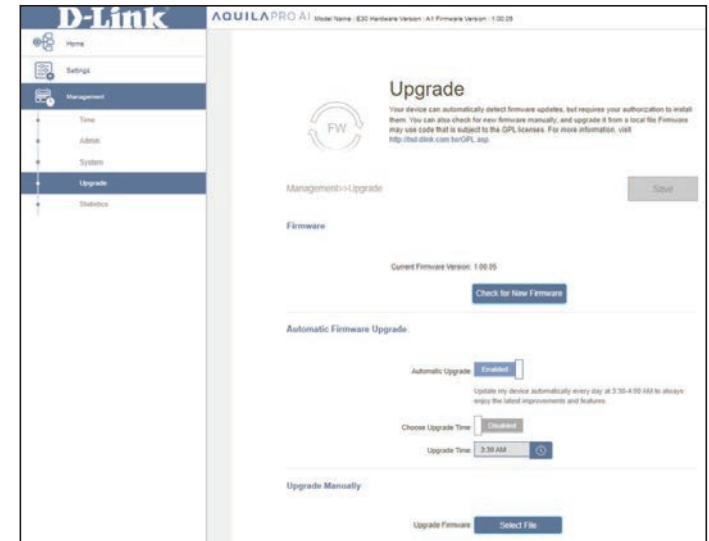 D-Link
AQUILA PRO AI Model Name : E30 Hardware Version : A1 Firmware Version : 1.00.05
Home
Settings
Management
Time
Admin
System
Upgrade
Statistics
Upgrade
Your device can automatically detect firmware updates, but requires your authorization to install
them. You can also check for new firmware manually, and upgrade it from a local file Firmware
may use code that is subject to the GPL licenses. For more information, visit
http://tsd.dlink.com.tw/GPL.asp.
FW
Management>>Upgrade
Save
Firmware
Current Firmware Version: 1.00.05
Check for New Firmware
Automatic Firmware Upgrade
Automatic Upgrade: Enabled
Update my device automatically every day at 3:30-4:00 AM to always
enjoy the latest improvements and features.
Choose Upgrade Time: Disabled
Upgrade Time: 3:30 AM
Upgrade Manually
Upgrade Firmware: Select File